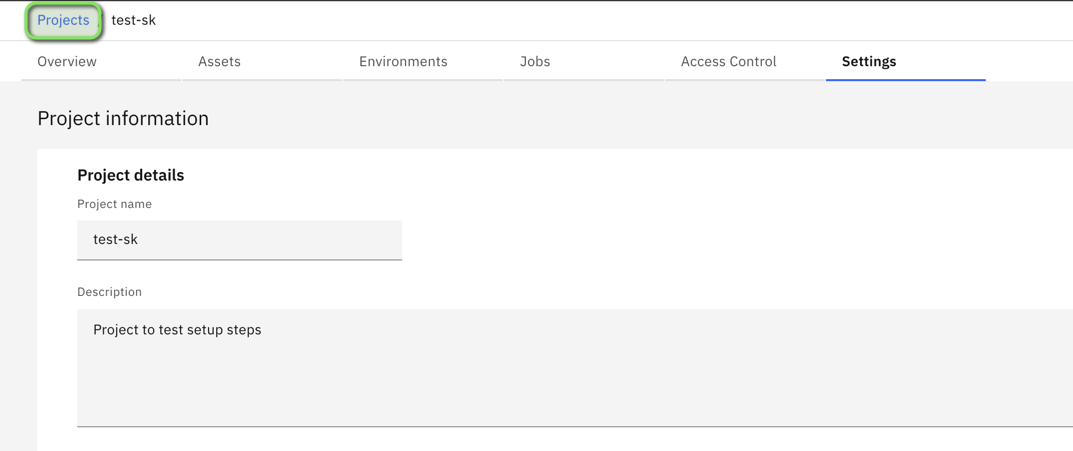 Projects / test-sk
Overview Assets Environments Jobs Access Control Settings
Project information
Project details
Project name
test-sk
Description
Project to test setup steps